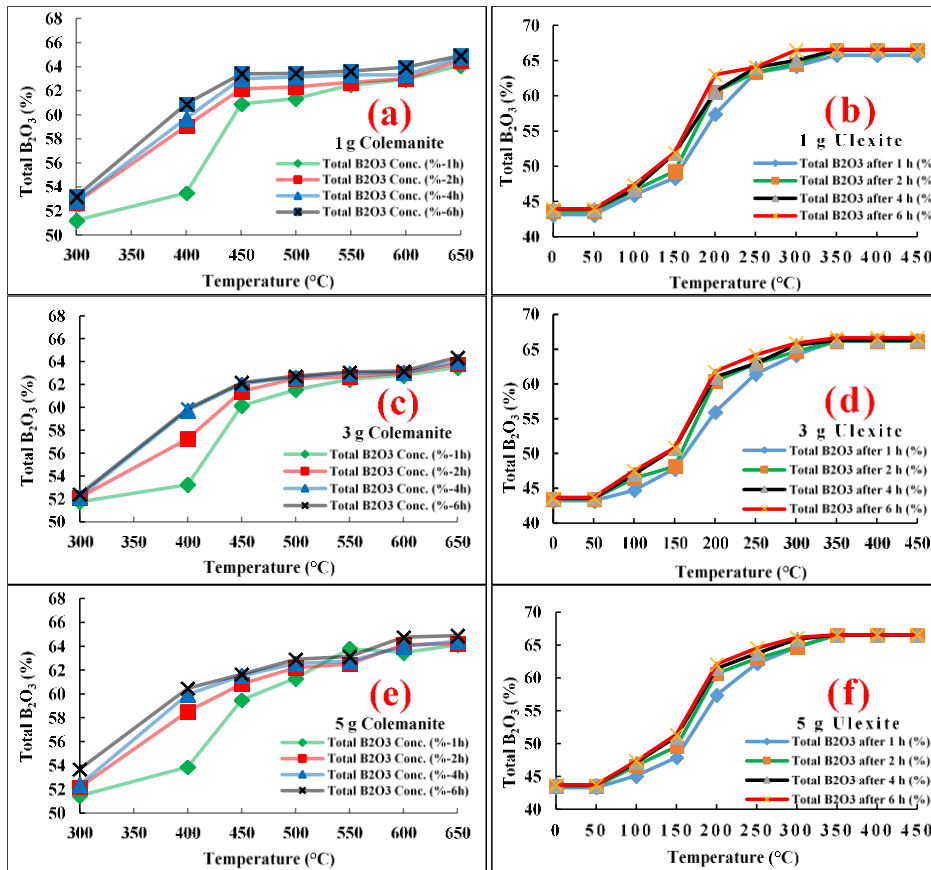 68
66
64
62
60
58
56
54
52
50
300 400 450 500 550 600 650
Total B₂O₃ (%)
Temperature (°C)
(a)
1 g Colemanite
Total B2O3 Conc. (%-1h)
Total B2O3 Conc. (%-2h)
Total B2O3 Conc. (%-4h)
Total B2O3 Conc. (%-6h)
70
65
60
55
50
45
40
0 50 100 150 200 250 300 350 400 450
Total B₂O₃ (%)
Temperature (°C)
(b)
1 g Ulexite
Total B2O3 after 1 h (%)
Total B2O3 after 2 h (%)
Total B2O3 after 4 h (%)
Total B2O3 after 6 h (%)
68
66
64
62
60
58
56
54
52
50
300 400 450 500 550 600 650
Total B₂O₃ (%)
Temperature (°C)
(c)
3 g Colemanite
Total B2O3 Conc. (%-1h)
Total B2O3 Conc. (%-2h)
Total B2O3 Conc. (%-4h)
Total B2O3 Conc. (%-6h)
70
65
60
55
50
45
40
0 50 100 150 200 250 300 350 400 450
Total B₂O₃ (%)
Temperature (°C)
(d)
3 g Ulexite
Total B2O3 after 1 h (%)
Total B2O3 after 2 h (%)
Total B2O3 after 4 h (%)
Total B2O3 after 6 h (%)
68
66
64
62
60
58
56
54
52
50
300 400 450 500 550 600 650
Total B₂O₃ (%)
Temperature (°C)
(e)
5 g Colemanite
Total B2O3 Conc. (%-1h)
Total B2O3 Conc. (%-2h)
Total B2O3 Conc. (%-4h)
Total B2O3 Conc. (%-6h)
70
65
60
55
50
45
40
0 50 100 150 200 250 300 350 400 450
Total B₂O₃ (%)
Temperature (°C)
(f)
5 g Ulexite
Total B2O3 after 1 h (%)
Total B2O3 after 2 h (%)
Total B2O3 after 4 h (%)
Total B2O3 after 6 h (%)